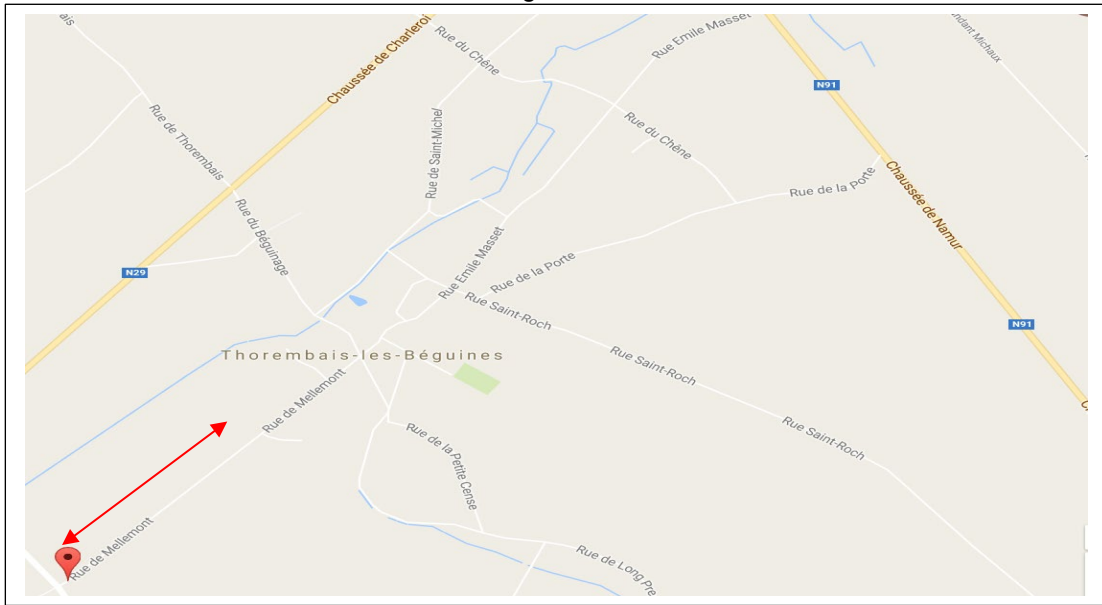 Chaussée de Charleroi
Rue du Chêne
Rue Emile Masset
N91
Rue de Thorembais
Rue de Saint-Michel
Rue du Chêne
Rue de la Porte
Chaussée de Namur
Rue du Béguinage
N29
Rue Emile Masset
Rue de la Porte
Rue Saint-Roch
N91
Thorembais-les-Béguines
Rue Saint-Roch
Rue de Mellemont
Rue de la Petite Cense
Rue Saint-Roch
Rue de Mellemont
Rue de Long Pre